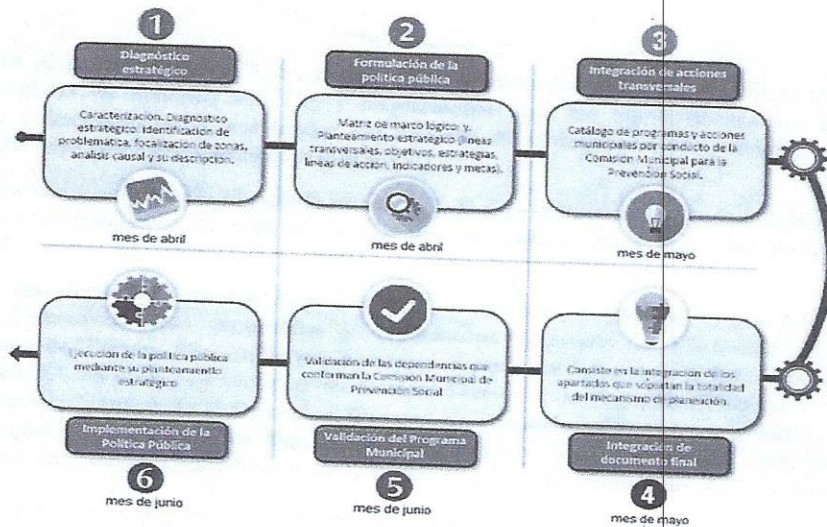 1
Diagnóstico
estratégico
Caracterización. Diagnostico
estrategico: identificación de
problemática, focalización de zonas,
análisis causal y su descripción.
mes de abril
2
Formulación de la
política pública
Matriz de marco lógico y,
Planteamiento estratégico (líneas
transversales, objetivos, estrategias,
líneas de acción, indicadores y metas).
mes de abril
3
Integración de acciones
transversales
Catálogo de programas y acciones
municipales por conducto de la
Comisión Municipal para la
Prevención Social.
mes de mayo
Consiste en la integración de los
apartados que soportan la totalidad
del mecanismo de planeación.
Integración de
documento final
4
mes de mayo
Validación de las dependencias que
conforman la Comisión Municipal de
Prevención Social
Validación del Programa
Municipal
5
mes de junio
Ejecución de la política pública
mediante su planteamiento
estratégico
Implementación de la
Política Pública
6
mes de junio